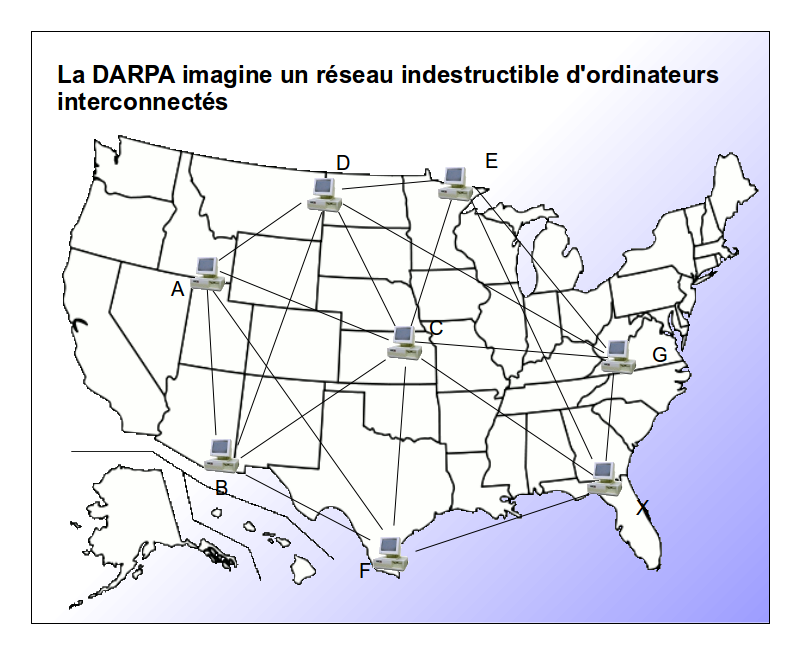 La DARPA imagine un réseau indestructible d'ordinateurs
interconnectés
D
E
A
C
G
B
X
F